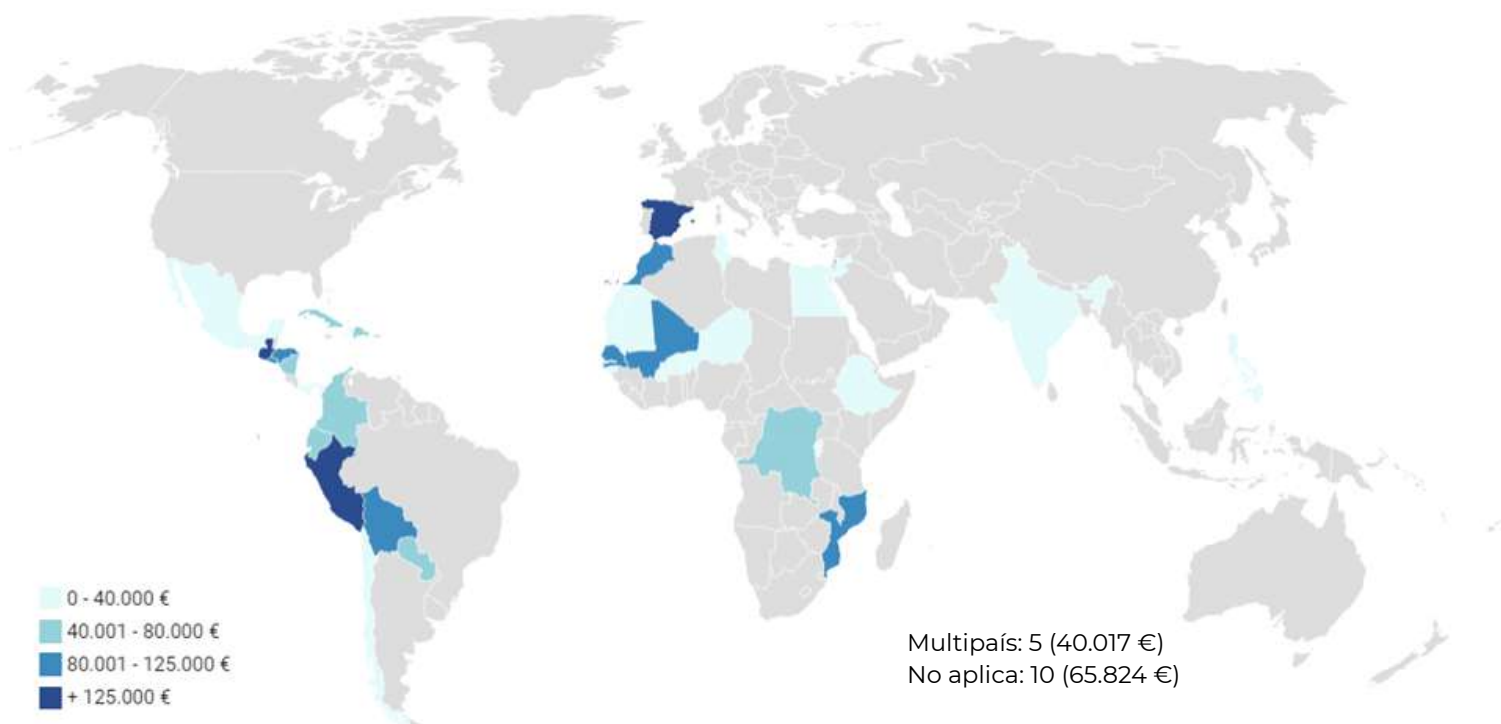 0 - 40.000 €
40.001 - 80.000 €
80.001 - 125.000 €
+ 125.000 €
Multipaís: 5 (40.017 €)
No aplica: 10 (65.824 €)